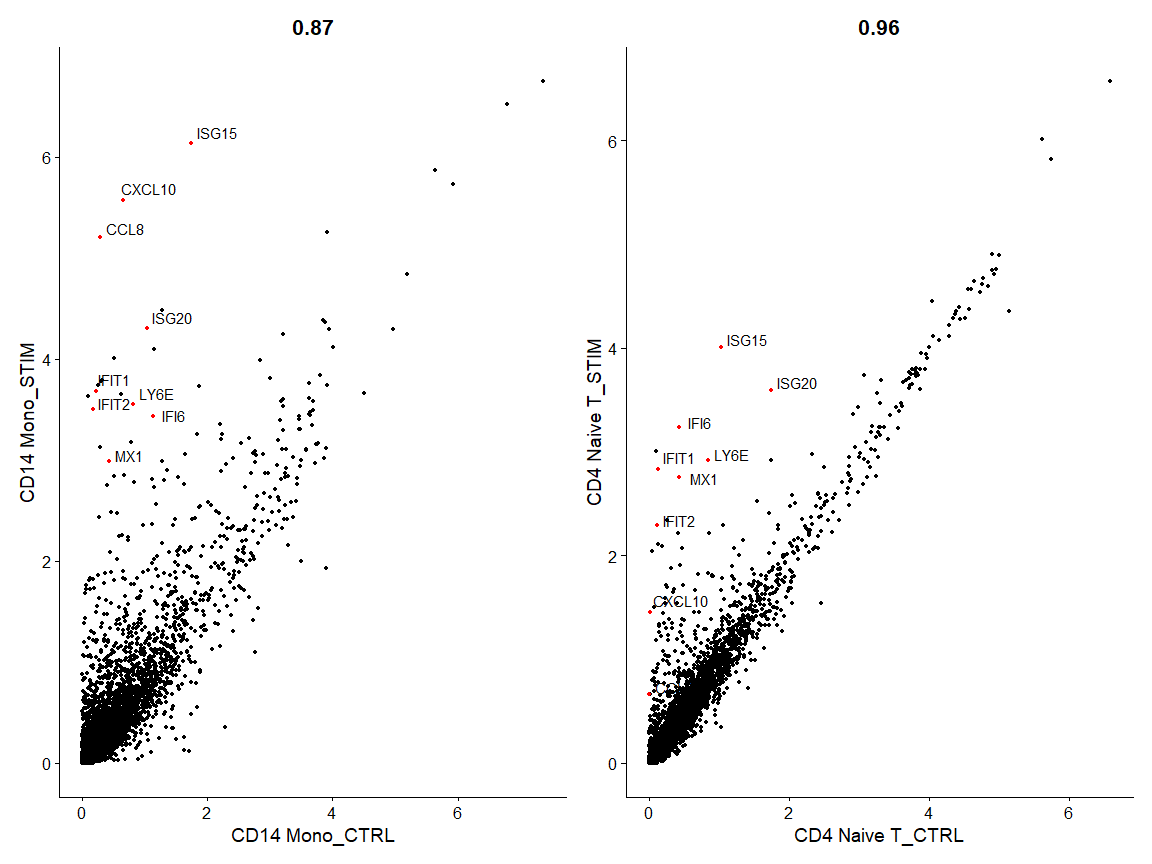 0.87
6
4
2
0
CD14 Mono_STIM
ISG15
CXCL10
CCL8
ISG20
IFIT1
LY6E
IFIT2
IFI6
MX1
0 2 4 6
CD14 Mono_CTRL
0.96
6
4
2
0
CD4 Naive T_STIM
ISG15
ISG20
IFI6
IFIT1
LY6E
MX1
IFIT2
CXCL10
0 2 4 6
CD4 Naive T_CTRL